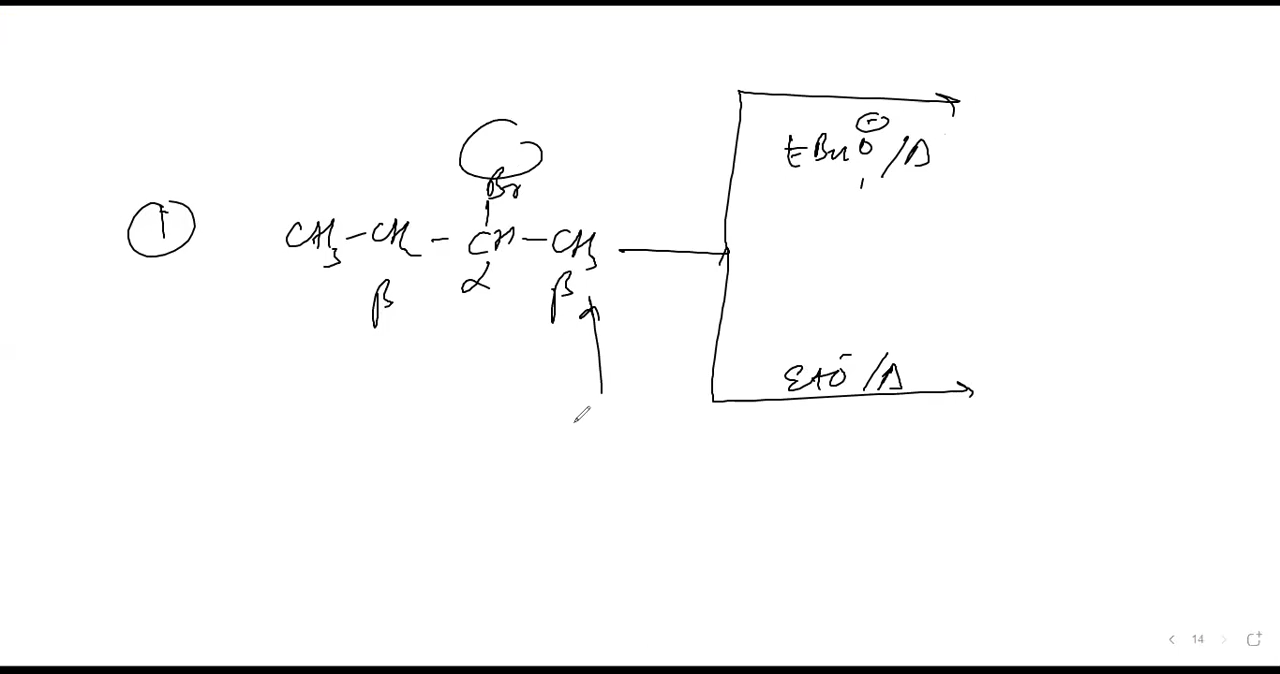 ①
Br
CH₃-CH₂-CH-CH₃
β α β
tBuO⊖/Δ
EtO⁻/Δ
< 14 >